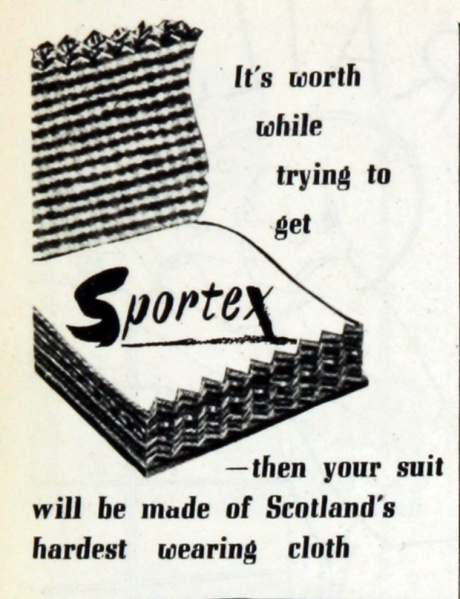 It's worth
while
trying to
get
Sportex
—then your suit
will be made of Scotland's
hardest wearing cloth